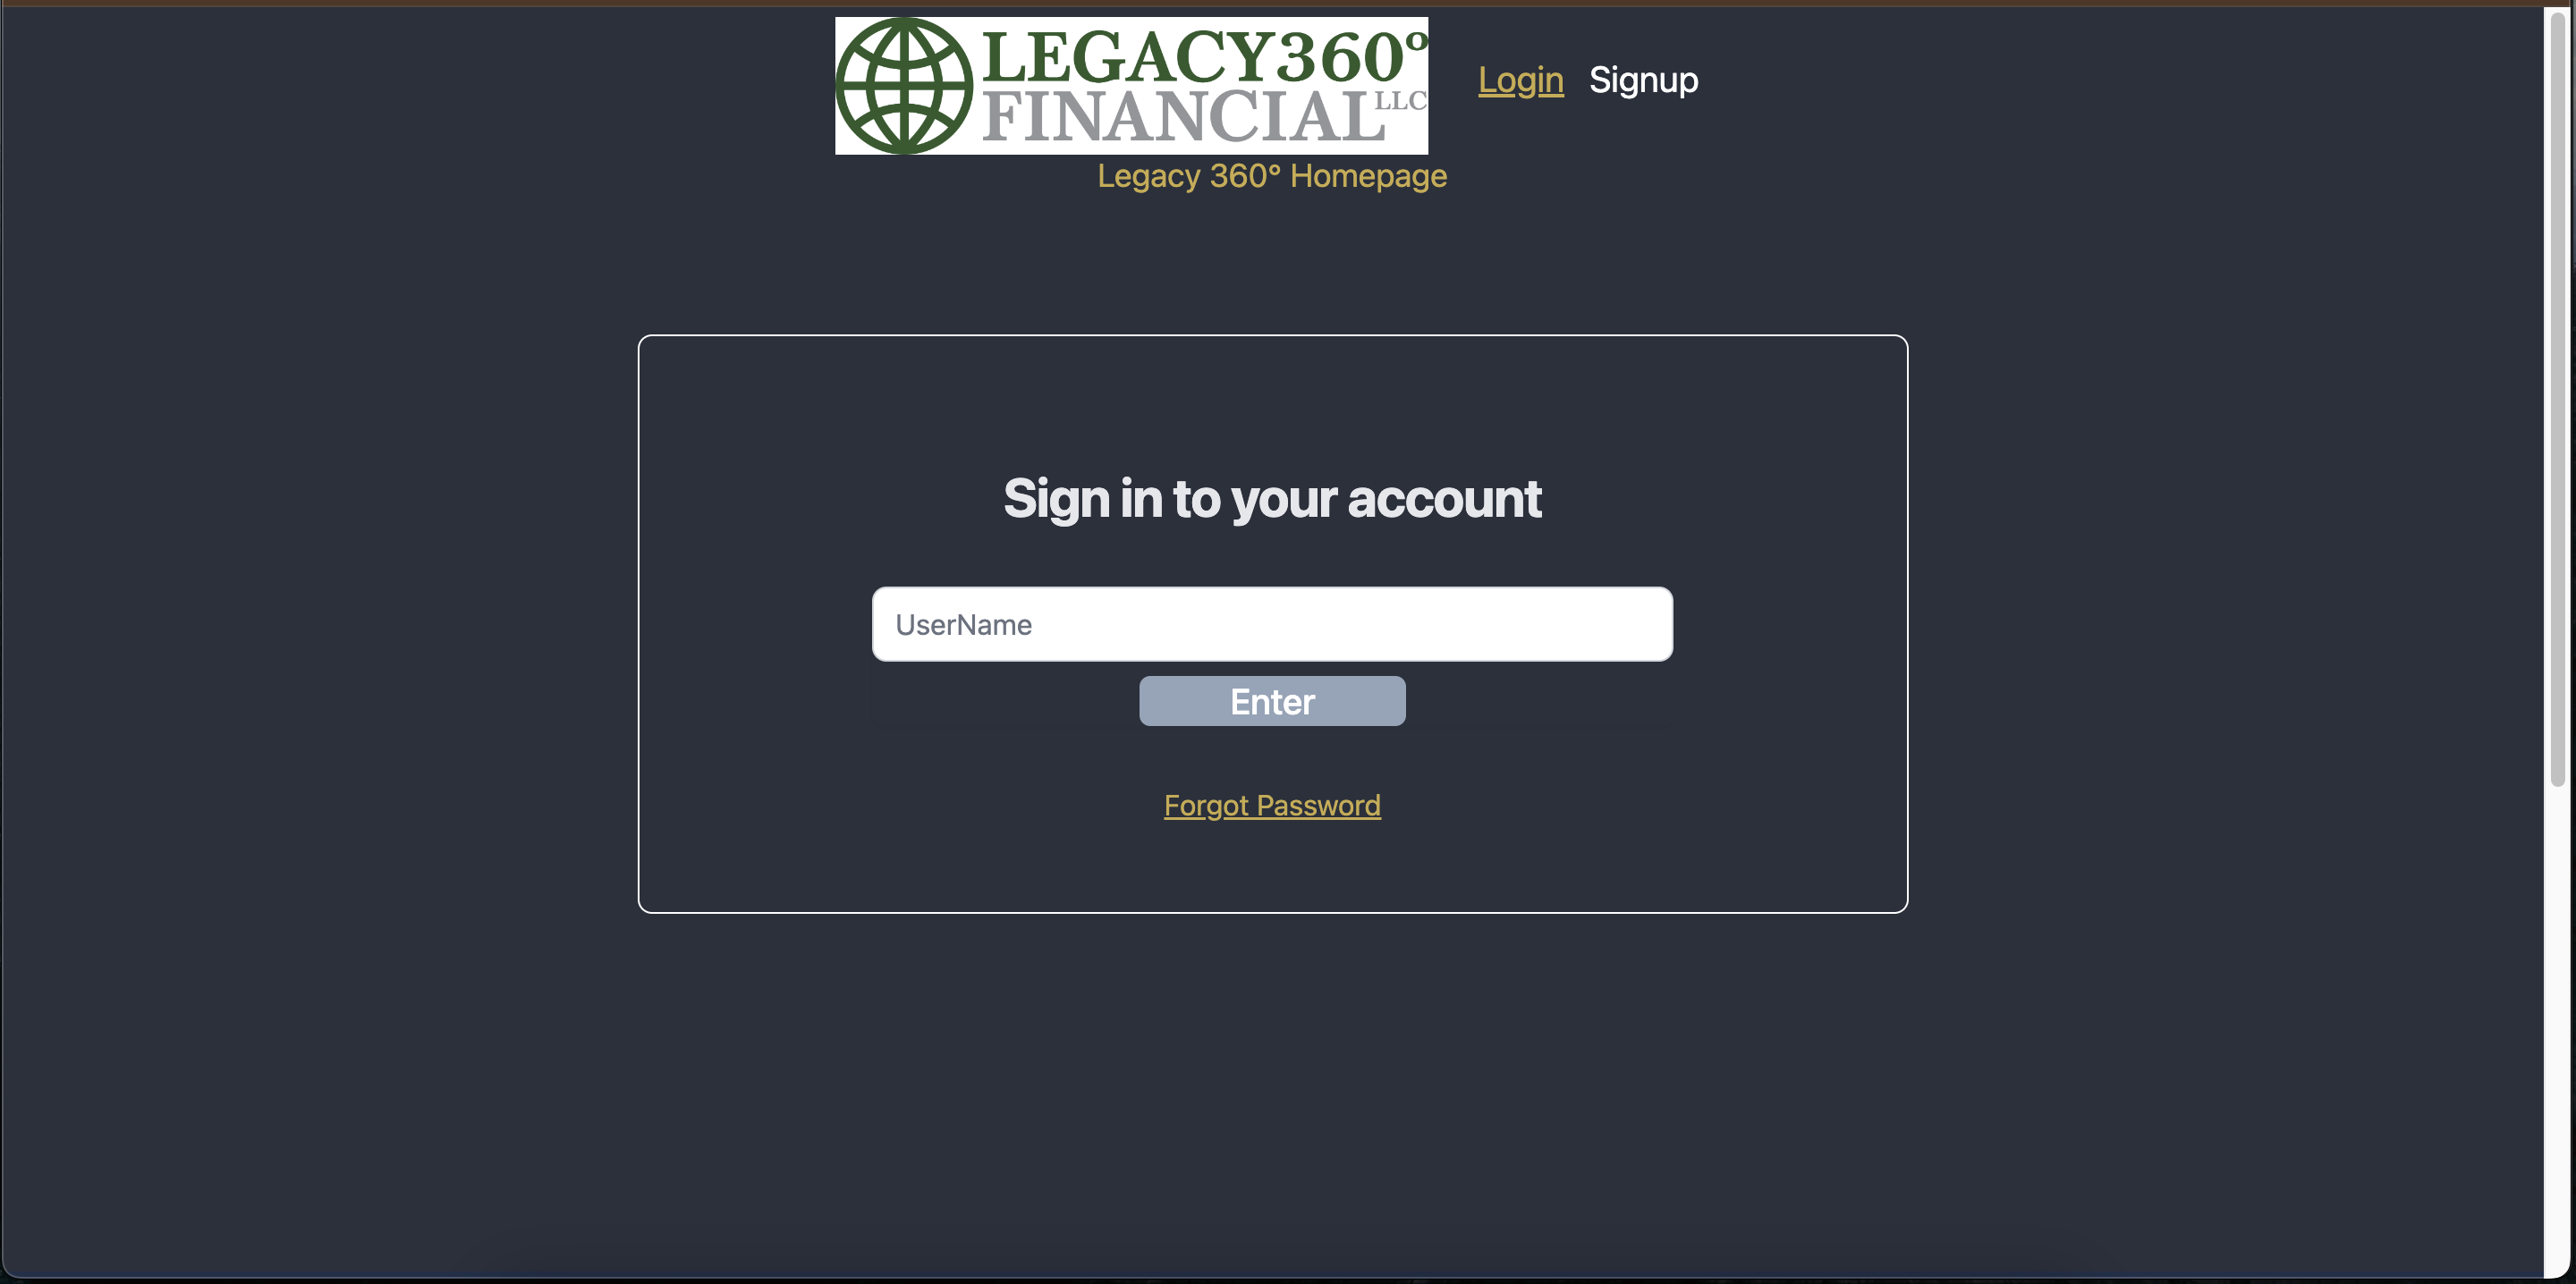 LEGACY360°
FINANCIAL LLC
Login Signup
Legacy 360° Homepage
Sign in to your account
UserName
Enter
Forgot Password